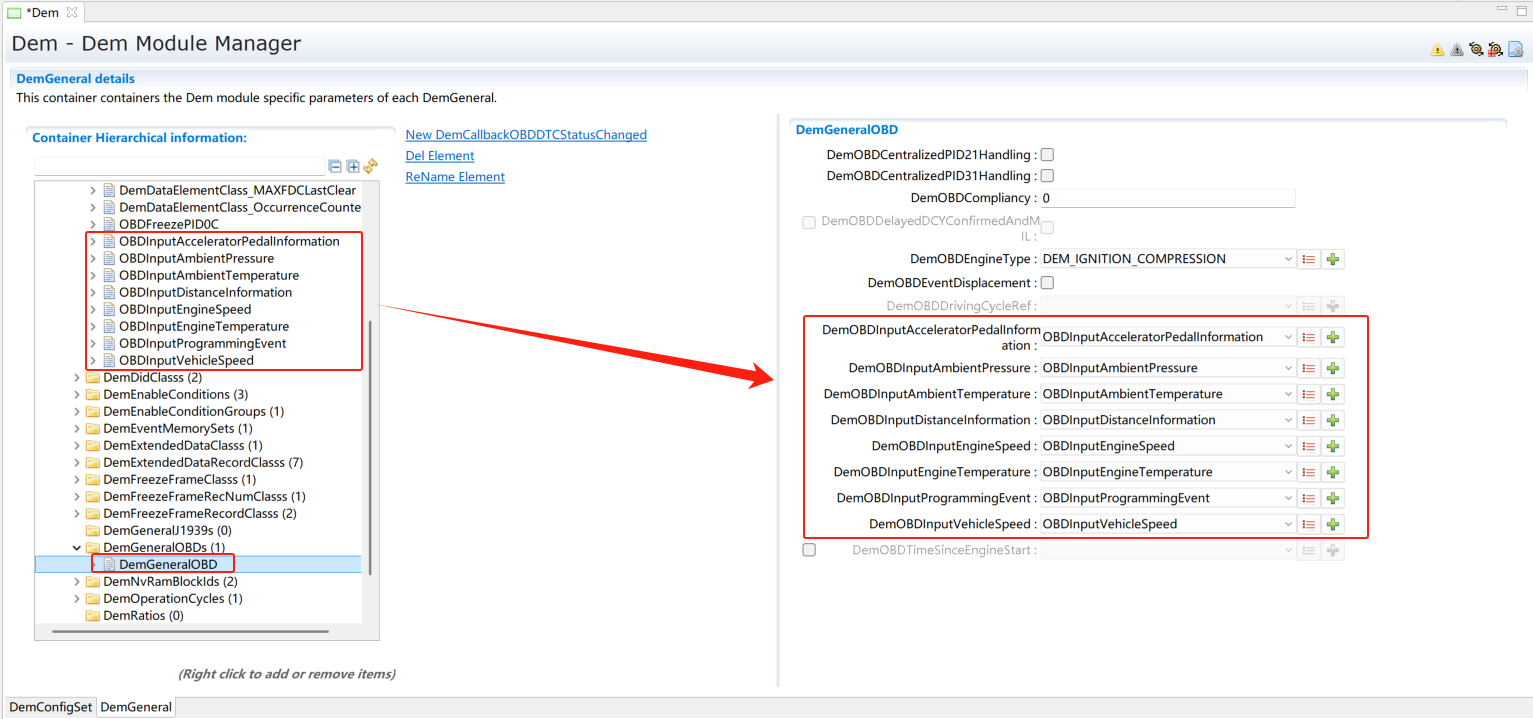 *Dem
Dem - Dem Module Manager
DemGeneral details
This container containers the Dem module specific parameters of each DemGeneral.
Container Hierarchical information:
DemDataElementClass_MAXFDCLastClear
DemDataElementClass_OccurrenceCounte
OBDFreezePID0C
OBDInputAcceleratorPedalInformation
OBDInputAmbientPressure
OBDInputAmbientTemperature
OBDInputDistanceInformation
OBDInputEngineSpeed
OBDInputEngineTemperature
OBDInputProgrammingEvent
OBDInputVehicleSpeed
DemDidClasss (2)
DemEnableConditions (3)
DemEnableConditionGroups (1)
DemEventMemorySets (1)
DemExtendedDataClasss (1)
DemExtendedDataRecordClasss (7)
DemFreezeFrameClasss (1)
DemFreezeFrameRecNumClasss (1)
DemFreezeFrameRecordClasss (2)
DemGeneralJ1939s (0)
DemGeneralOBDs (1)
DemGeneralOBD
DemNvRamBlockIds (2)
DemOperationCycles (1)
DemRatios (0)
(Right click to add or remove items)
New DemCallbackOBDDTCStatusChanged
Del Element
ReName Element
DemGeneralOBD
DemOBDCentralizedPID21Handling :
DemOBDCentralizedPID31Handling :
DemOBDCompliancy : 0
DemOBDDelayedDCYConfirmedAndM
IL :
DemOBDEngineType : DEM_IGNITION_COMPRESSION
DemOBDEventDisplacement :
DemOBDDrivingCycleRef :
DemOBDInputAcceleratorPedalInform
ation : OBDInputAcceleratorPedalInformation
DemOBDInputAmbientPressure : OBDInputAmbientPressure
DemOBDInputAmbientTemperature : OBDInputAmbientTemperature
DemOBDInputDistanceInformation : OBDInputDistanceInformation
DemOBDInputEngineSpeed : OBDInputEngineSpeed
DemOBDInputEngineTemperature : OBDInputEngineTemperature
DemOBDInputProgrammingEvent : OBDInputProgrammingEvent
DemOBDInputVehicleSpeed : OBDInputVehicleSpeed
DemOBDTimeSinceEngineStart :
DemConfigSet
DemGeneral